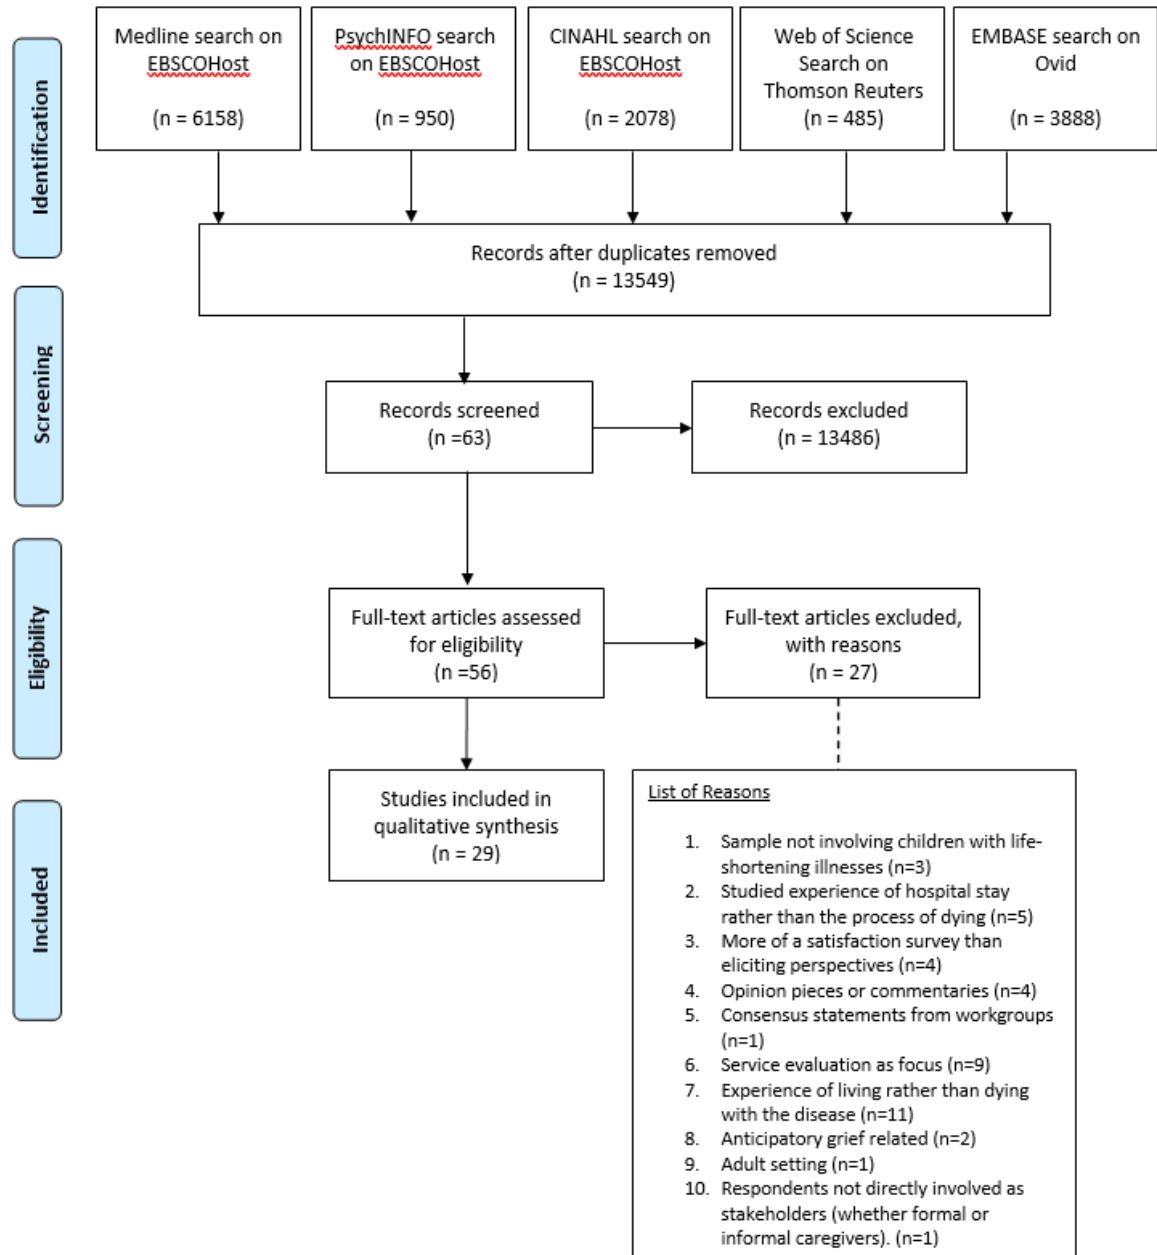 Identification
Medline search on
EBSCOHost
(n = 6158)
PsychINFO search
on EBSCOHost
(n = 950)
CINAHL search on
EBSCOHost
(n = 2078)
Web of Science
Search on
Thomson Reuters
(n = 485)
EMBASE search on
Ovid
(n = 3888)
Records after duplicates removed
(n = 13549)
Screening
Records screened
(n =63)
Records excluded
(n = 13486)
Eligibility
Full-text articles assessed
for eligibility
(n =56)
Full-text articles excluded,
with reasons
(n = 27)
Included
Studies included in
qualitative synthesis
(n = 29)
List of Reasons
1. Sample not involving children with life-
shortening illnesses (n=3)
2. Studied experience of hospital stay
rather than the process of dying (n=5)
3. More of a satisfaction survey than
eliciting perspectives (n=4)
4. Opinion pieces or commentaries (n=4)
5. Consensus statements from workgroups
(n=1)
6. Service evaluation as focus (n=9)
7. Experience of living rather than dying
with the disease (n=11)
8. Anticipatory grief related (n=2)
9. Adult setting (n=1)
10. Respondents not directly involved as
stakeholders (whether formal or
informal caregivers). (n=1)